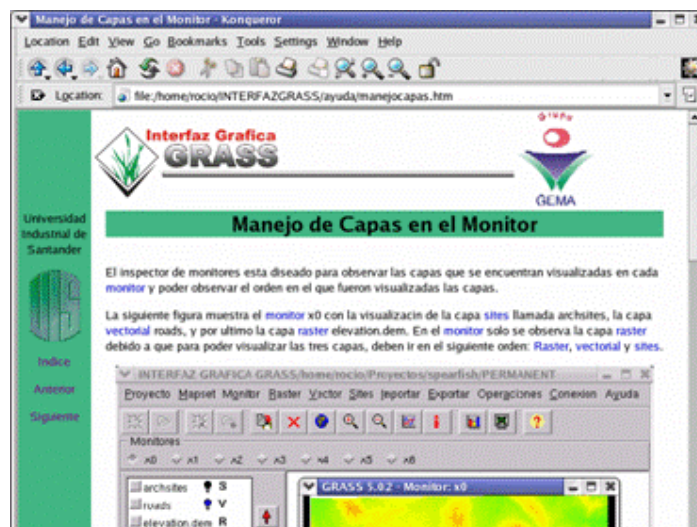 Manejo de Capas en el Monitor - Konqueror
Location Edit View Go Bookmarks Tools Settings Window Help
Location: file:/home/rocio/INTERFAZGRASS/ayuda/manejocapas.htm
Interfaz Grafica
GRASS
Grupo
GEMA
Universidad
Industrial de
Santander
Indice
Anterior
Siguiente
Manejo de Capas en el Monitor
El inspector de monitores esta diseado para observar las capas que se encuentran visualizadas en cada
monitor y poder observar el orden en el que fueron visualizadas las capas.
La siguiente figura muestra el monitor x0 con la visualizacin de la capa sites llamada archsites, la capa
vectorial roads, y por ultimo la capa raster elevation.dem. En el monitor solo se observa la capa raster
debido a que para poder visualizar las tres capas, deben ir en el siguiente orden: Raster, vectorial y sites.
INTERFAZ GRAFICA GRASS/home/rocio/Proyectos/spearfish/PERMANENT
Proyecto Mapset Monitor Raster Vector Sites Importar Exportar Operaciones Conexion Ayuda
Monitores
x0 x1 x2 x3 x4 x5 x6
archsites S
roads V
elevation.dem R
GRASS 5.0.2 - Monitor: x0